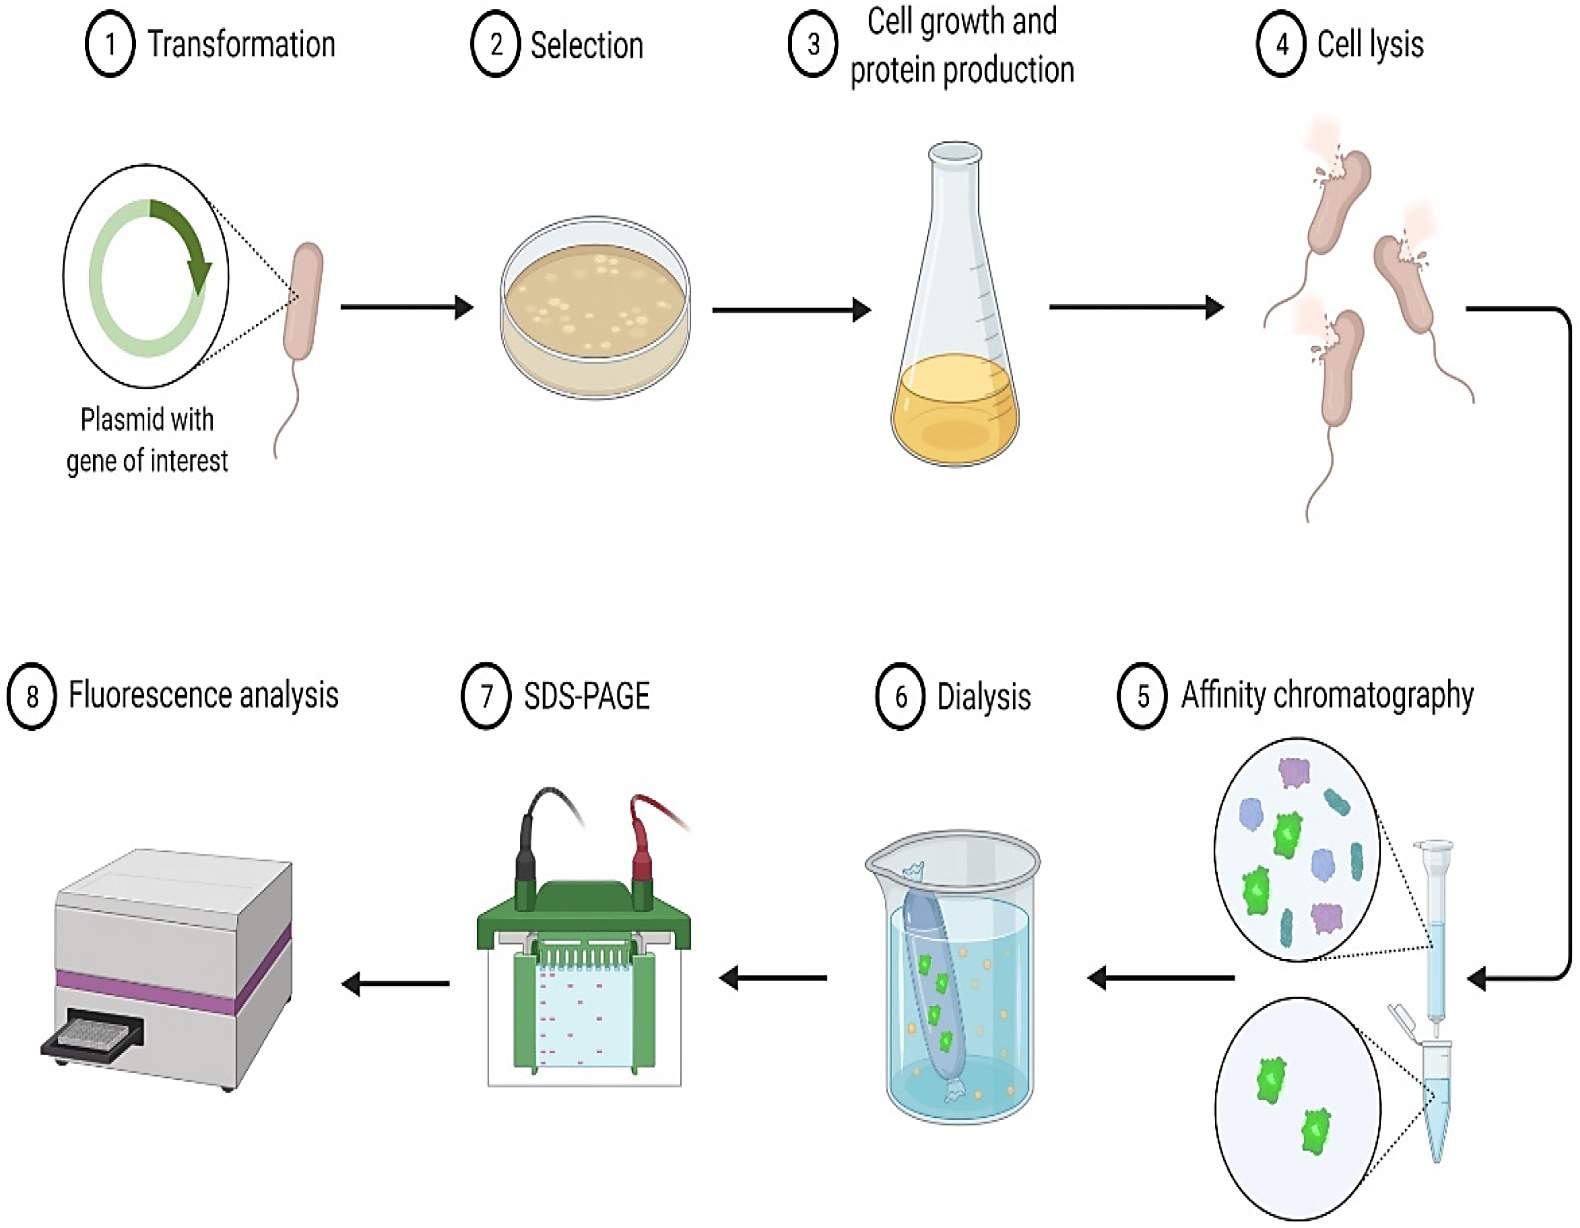 1 Transformation
2 Selection
3 Cell growth and
protein production
4 Cell lysis
Plasmid with
gene of interest
8 Fluorescence analysis
7 SDS-PAGE
6 Dialysis
5 Affinity chromatography